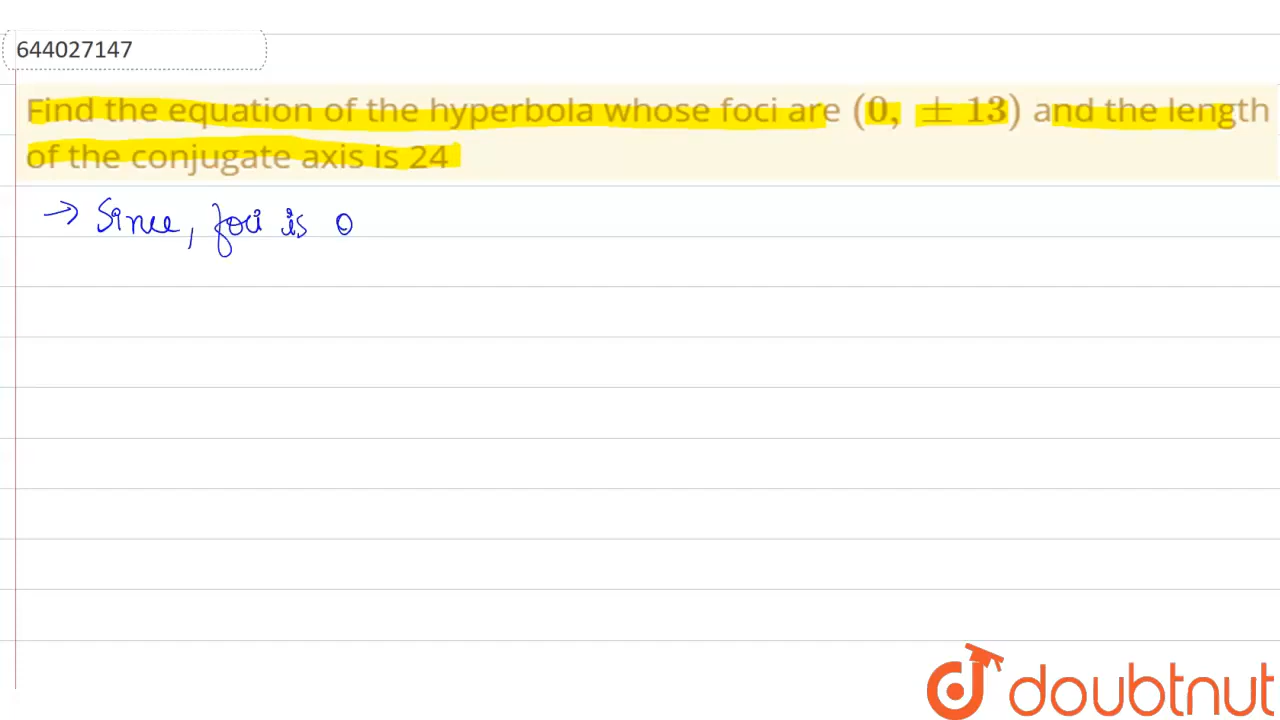 644027147
Find the equation of the hyperbola whose foci are (0, ± 13) and the length
of the conjugate axis is 24
→ Since, foci is o
doubtnut